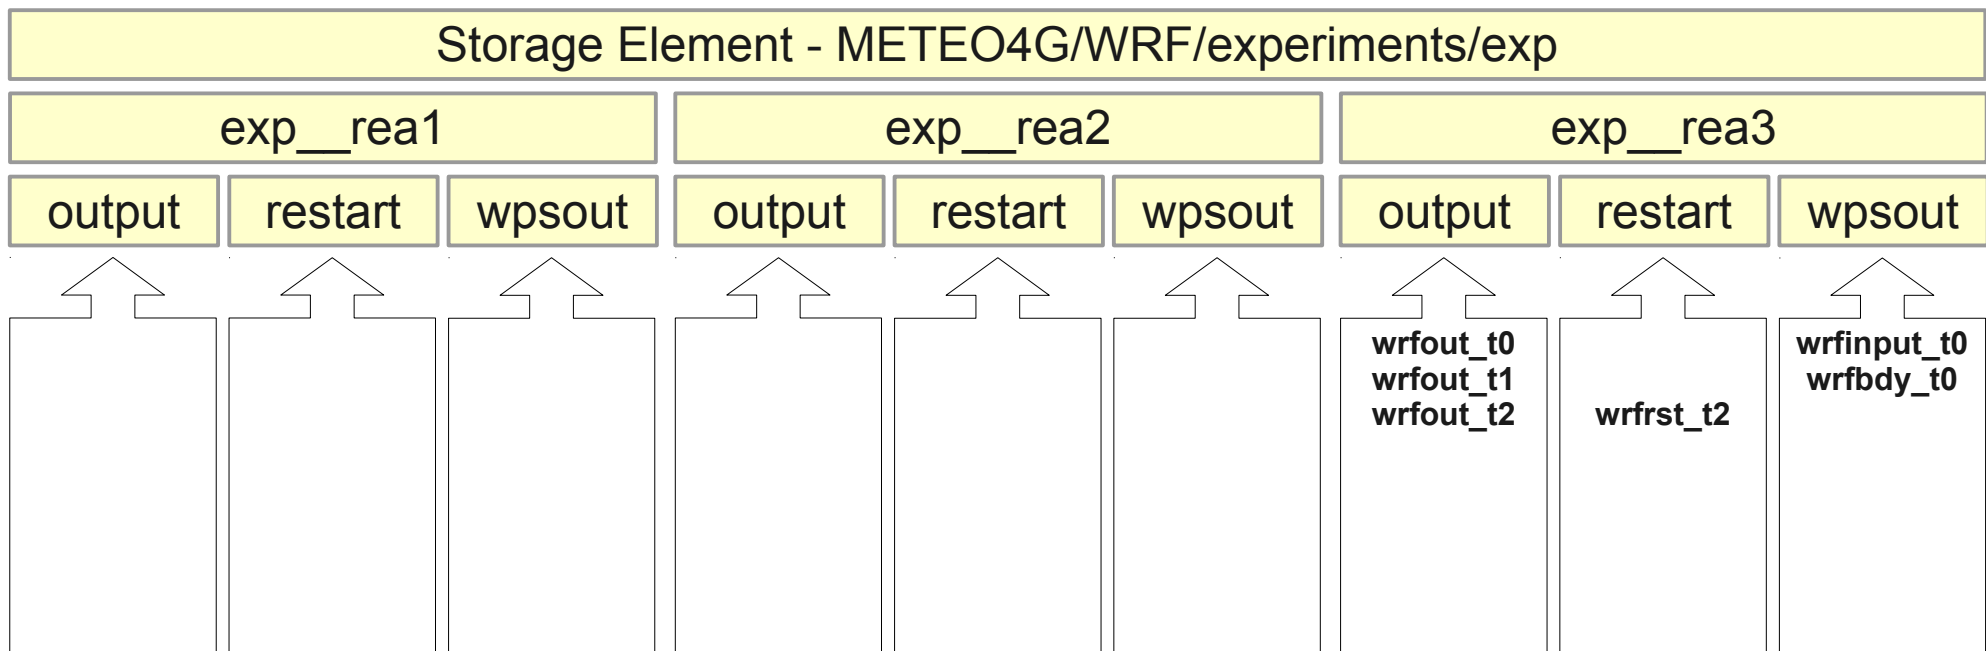 Storage Element - METEO4G/WRF/experiments/exp
exp__rea1 exp__rea2 exp__rea3
output restart wpsout output restart wpsout output restart wpsout
wrfout_t0 wrfinput_t0
wrfout_t1 wrfbdy_t0
wrfout_t2 wrfrst_t2